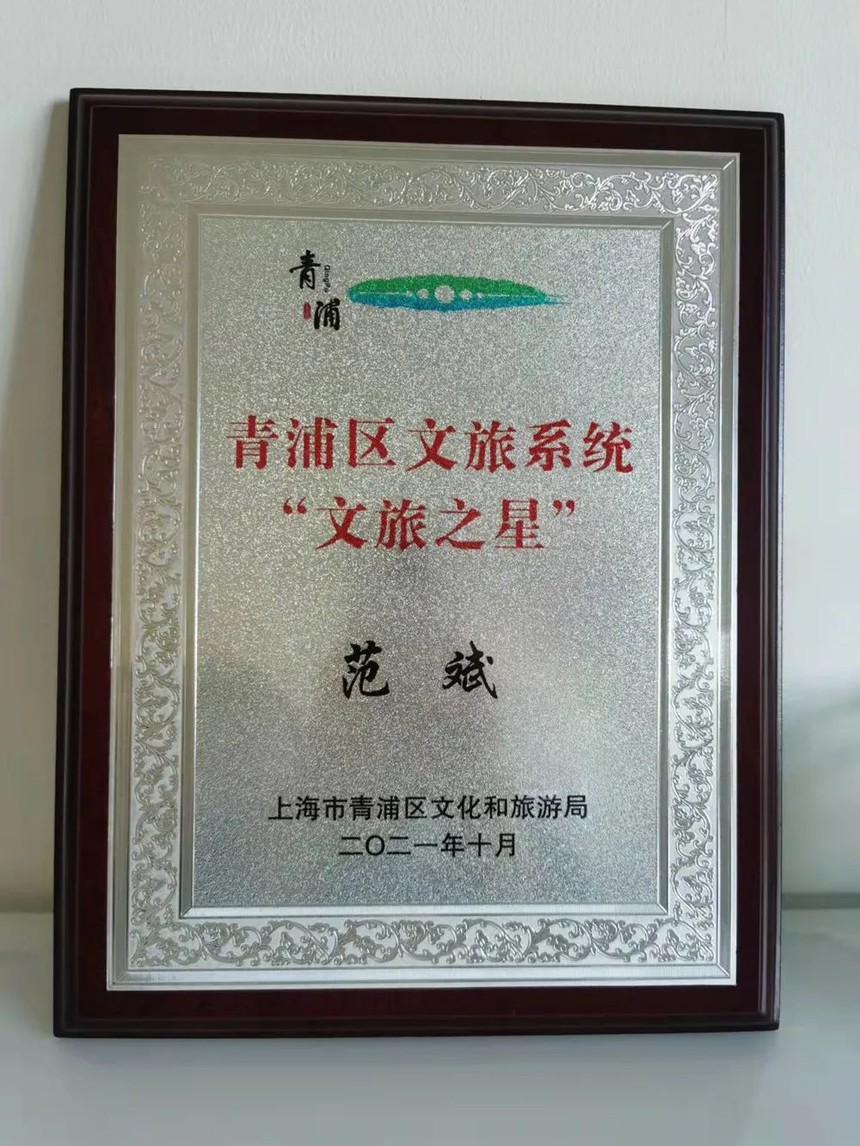 青浦
QingPu
青浦区文旅系统
“文旅之星”
范 斌
上海市青浦区文化和旅游局
二〇二一年十月